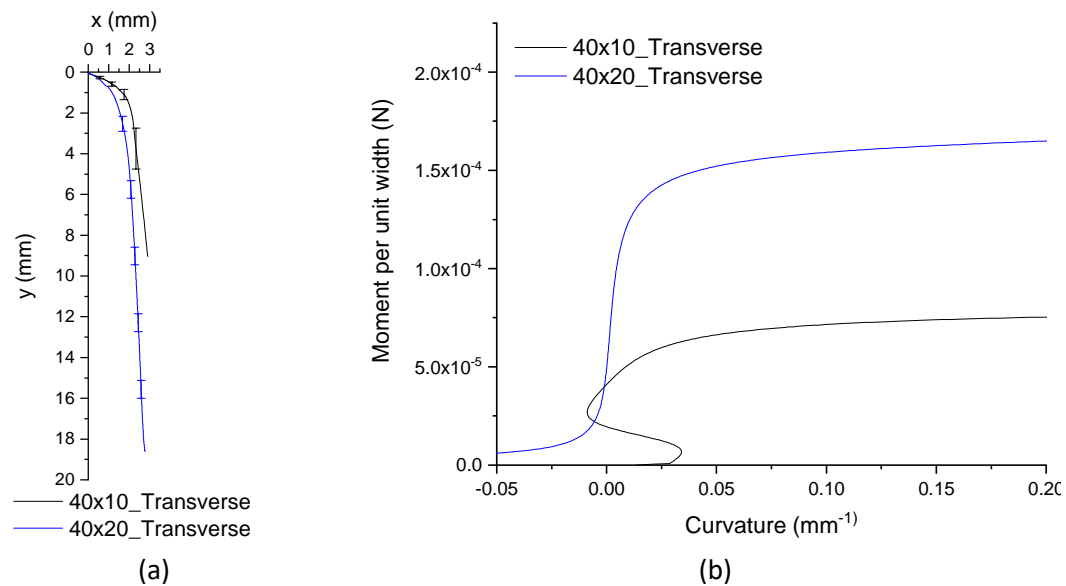 x (mm)
0 1 2 3
0
2
4
6
8
10
12
14
16
18
20
y (mm)
40x10_Transverse
40x20_Transverse
(a)
40x10_Transverse
40x20_Transverse
2.0x10⁻⁴
1.5x10⁻⁴
1.0x10⁻⁴
5.0x10⁻⁵
0.0
Moment per unit width (N)
-0.05 0.00 0.05 0.10 0.15 0.20
Curvature (mm⁻¹⁾
(b)